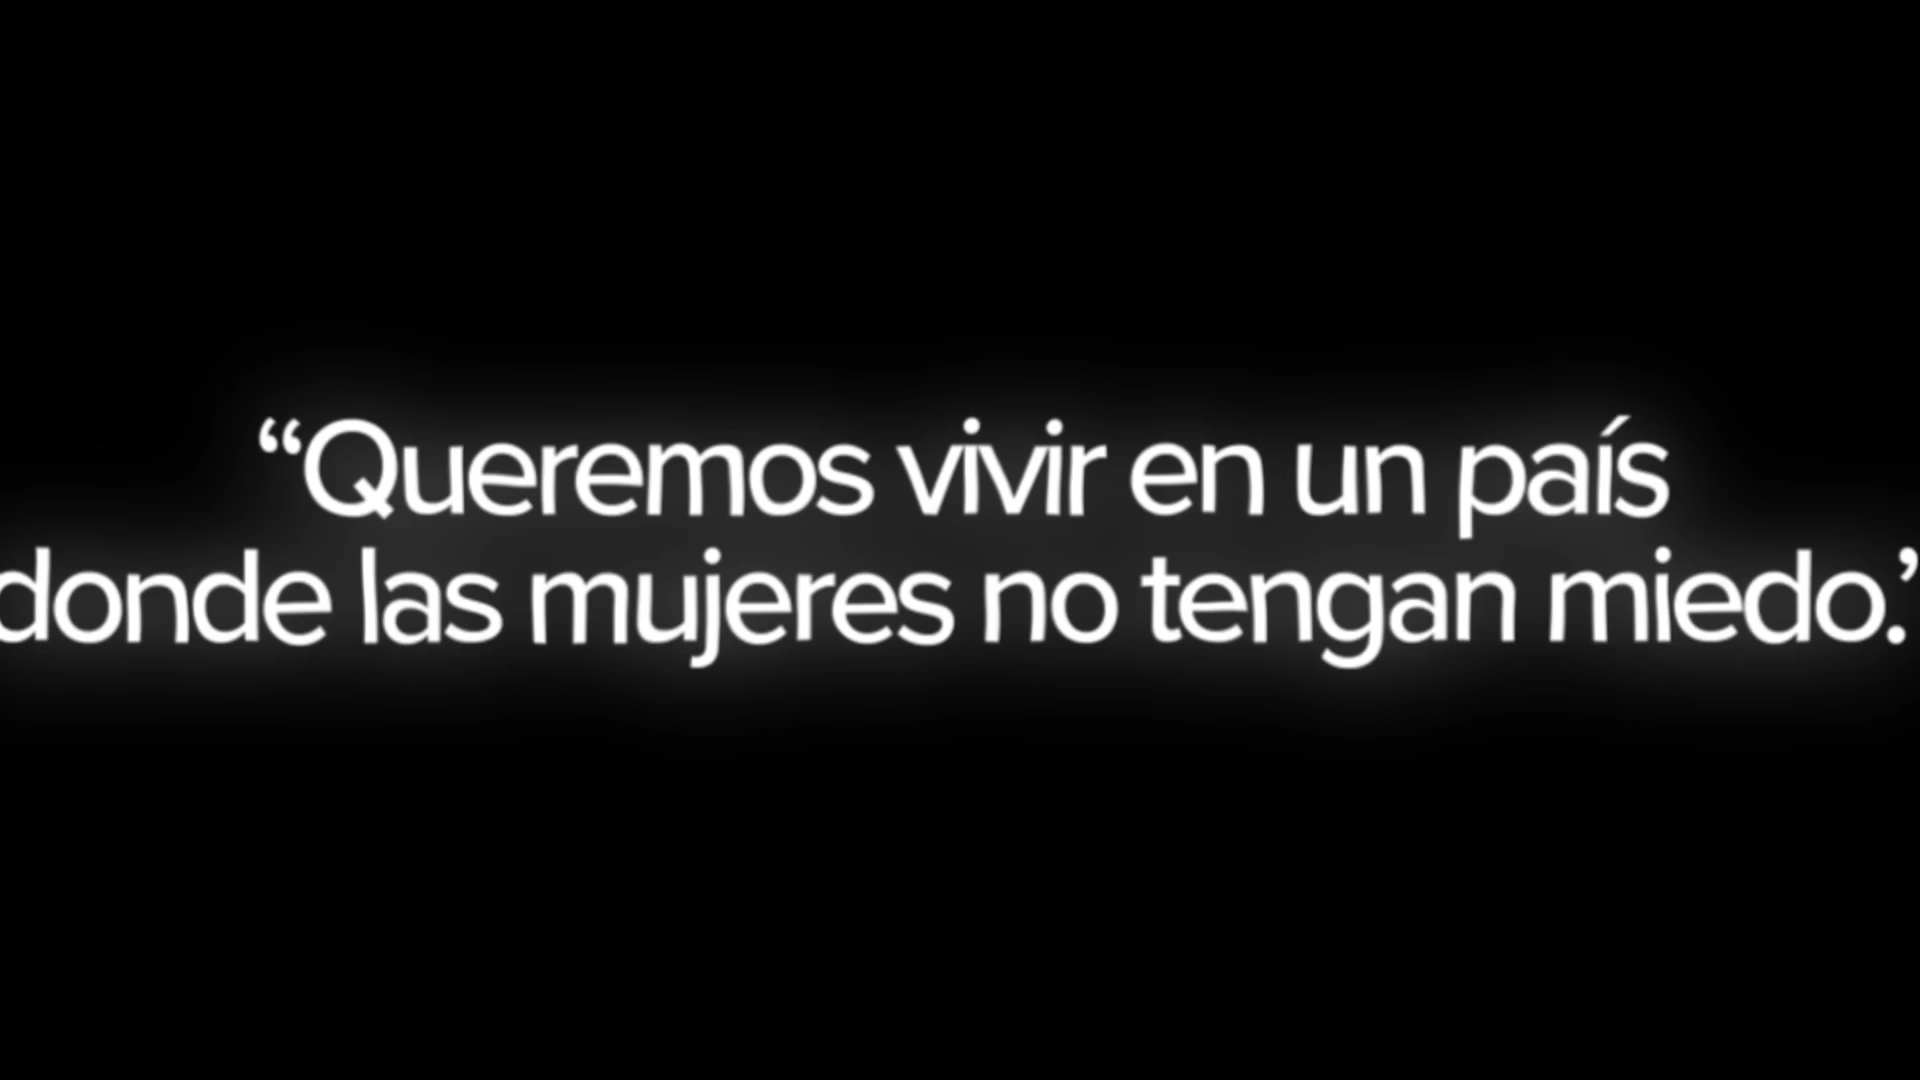 “Queremos vivir en un país
donde las mujeres no tengan miedo.”